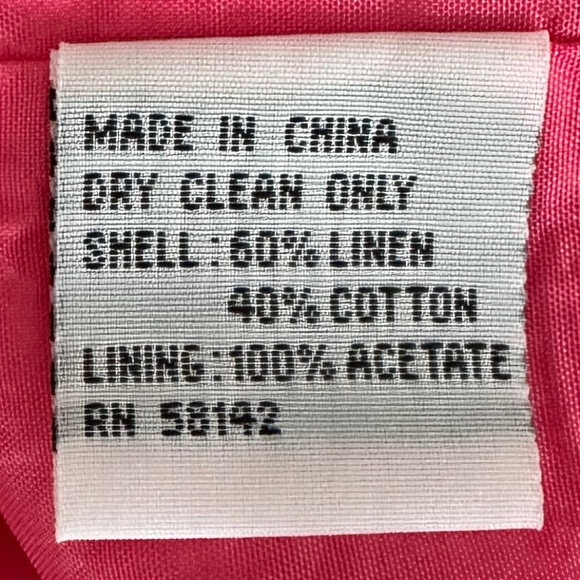 MADE IN CHINA
DRY CLEAN ONLY
SHELL:60% LINEN
40% COTTON
LINING:100% ACETATE
RN 58142